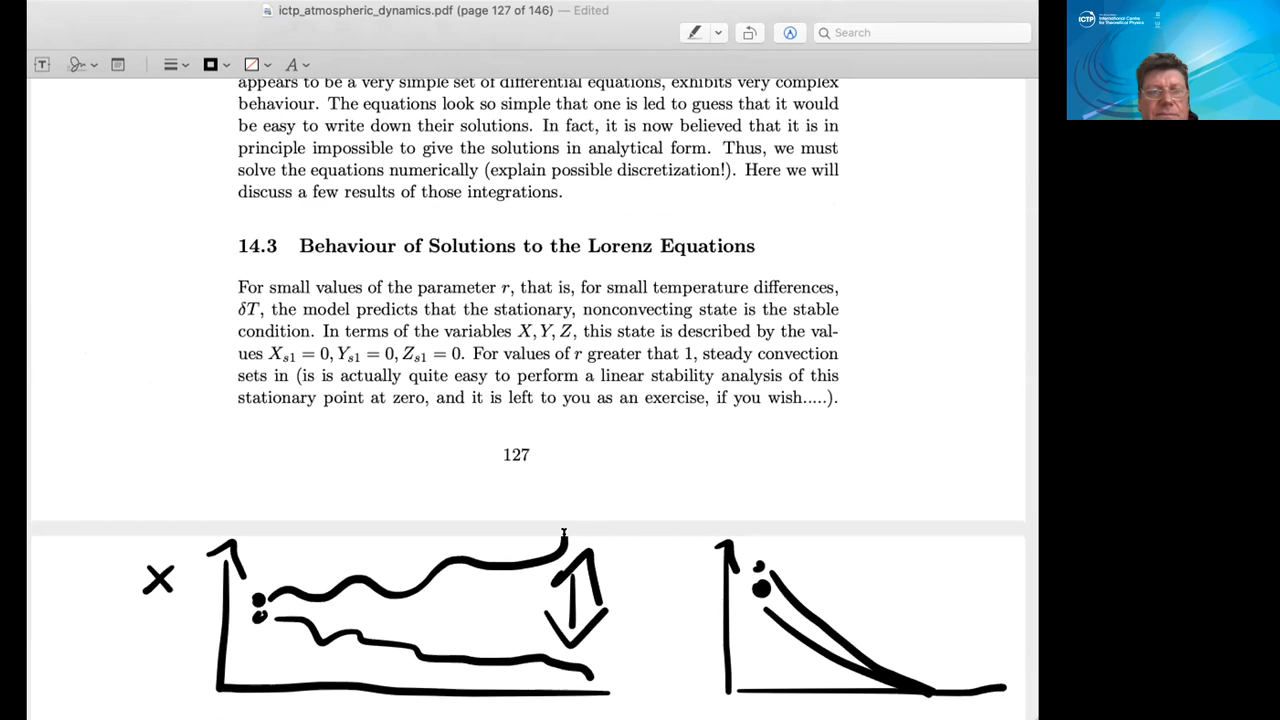 ictp_atmospheric_dynamics.pdf (page 127 of 146) — Edited
Search
T
A
ICTP
International Centre
for Theoretical Physics
appears to be a very simple set of differential equations, exhibits very complex
behaviour. The equations look so simple that one is led to guess that it would
be easy to write down their solutions. In fact, it is now believed that it is in
principle impossible to give the solutions in analytical form. Thus, we must
solve the equations numerically (explain possible discretization!). Here we will
discuss a few results of those integrations.
14.3 Behaviour of Solutions to the Lorenz Equations
For small values of the parameter r, that is, for small temperature differences,
δT, the model predicts that the stationary, nonconvecting state is the stable
condition. In terms of the variables X, Y, Z, this state is described by the val-
ues Xs1 = 0, Ys1 = 0, Zs1 = 0. For values of r greater that 1, steady convection
sets in (is is actually quite easy to perform a linear stability analysis of this
stationary point at zero, and it is left to you as an exercise, if you wish.....).
127
X